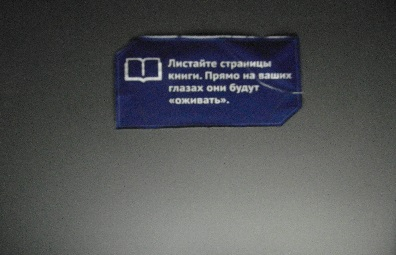 Листайте страницы
книги. Прямо на ваших
глазах они будут
«оживать».